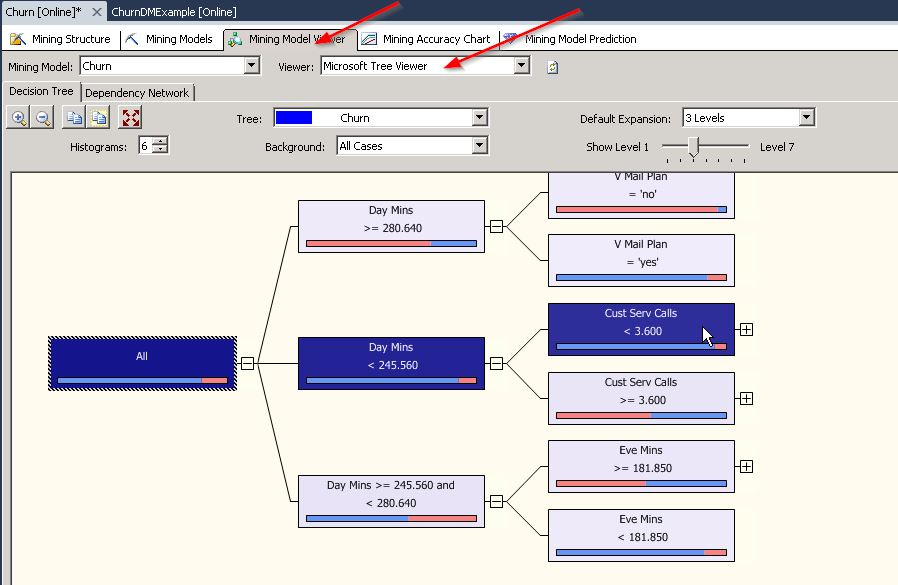 Churn [Online]* ChurnDMExample [Online]
Mining Structure Mining Models Mining Model Viewer Mining Accuracy Chart Mining Model Prediction
Mining Model: Churn Viewer: Microsoft Tree Viewer
Decision Tree Dependency Network
Tree: Churn Default Expansion: 3 Levels
Histograms: 6 Background: All Cases Show Level 1 Level 7
V Mail Plan
= 'no'
Day Mins
>= 280.640
V Mail Plan
= 'yes'
Cust Serv Calls
< 3.600
All
Day Mins
< 245.560
Cust Serv Calls
>= 3.600
Eve Mins
>= 181.850
Day Mins >= 245.560 and
< 280.640
Eve Mins
< 181.850